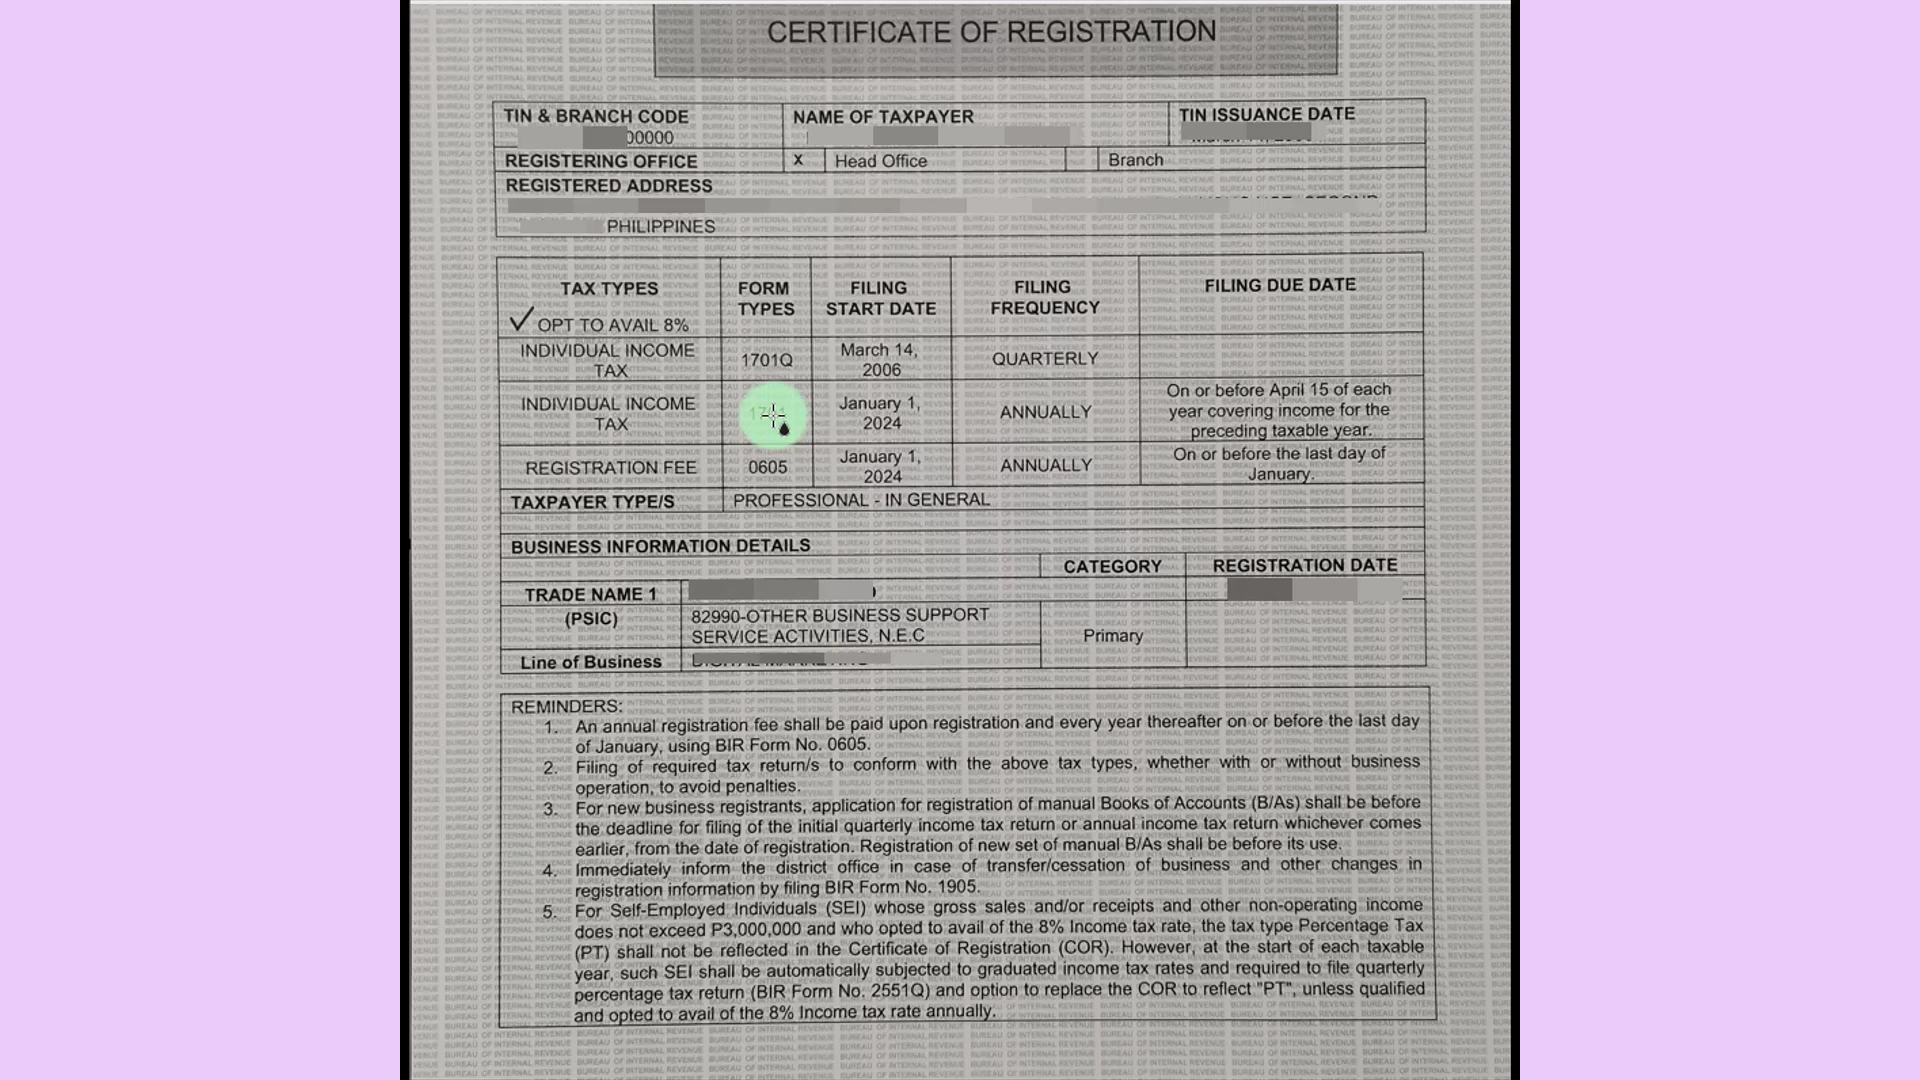 CERTIFICATE OF REGISTRATION
TIN & BRANCH CODE
00000
NAME OF TAXPAYER
TIN ISSUANCE DATE
REGISTERING OFFICE
X
Head Office
Branch
REGISTERED ADDRESS
PHILIPPINES
TAX TYPES
✓ OPT TO AVAIL 8%
FORM
TYPES
FILING
START DATE
FILING
FREQUENCY
FILING DUE DATE
INDIVIDUAL INCOME
TAX
1701Q
March 14,
2006
QUARTERLY
INDIVIDUAL INCOME
TAX
January 1,
2024
ANNUALLY
On or before April 15 of each
year covering income for the
preceding taxable year.
REGISTRATION FEE
0605
January 1,
2024
ANNUALLY
On or before the last day of
January.
TAXPAYER TYPE/S
PROFESSIONAL - IN GENERAL
BUSINESS INFORMATION DETAILS
CATEGORY
REGISTRATION DATE
TRADE NAME 1
(PSIC)
82990-OTHER BUSINESS SUPPORT
SERVICE ACTIVITIES, N.E.C
Primary
Line of Business
REMINDERS:
1. An annual registration fee shall be paid upon registration and every year thereafter on or before the last day
of January, using BIR Form No. 0605.
2. Filing of required tax return/s to conform with the above tax types, whether with or without business
operation, to avoid penalties.
3. For new business registrants, application for registration of manual Books of Accounts (B/As) shall be before
the deadline for filing of the initial quarterly income tax return or annual income tax return whichever comes
earlier, from the date of registration. Registration of new set of manual B/As shall be before its use.
4. Immediately inform the district office in case of transfer/cessation of business and other changes in
registration information by filing BIR Form No. 1905.
5. For Self-Employed Individuals (SEI) whose gross sales and/or receipts and other non-operating income
does not exceed P3,000,000 and who opted to avail of the 8% Income tax rate, the tax type Percentage Tax
(PT) shall not be reflected in the Certificate of Registration (COR). However, at the start of each taxable
year, such SEI shall be automatically subjected to graduated income tax rates and required to file quarterly
percentage tax return (BIR Form No. 2551Q) and option to replace the COR to reflect "PT", unless qualified
and opted to avail of the 8% Income tax rate annually.